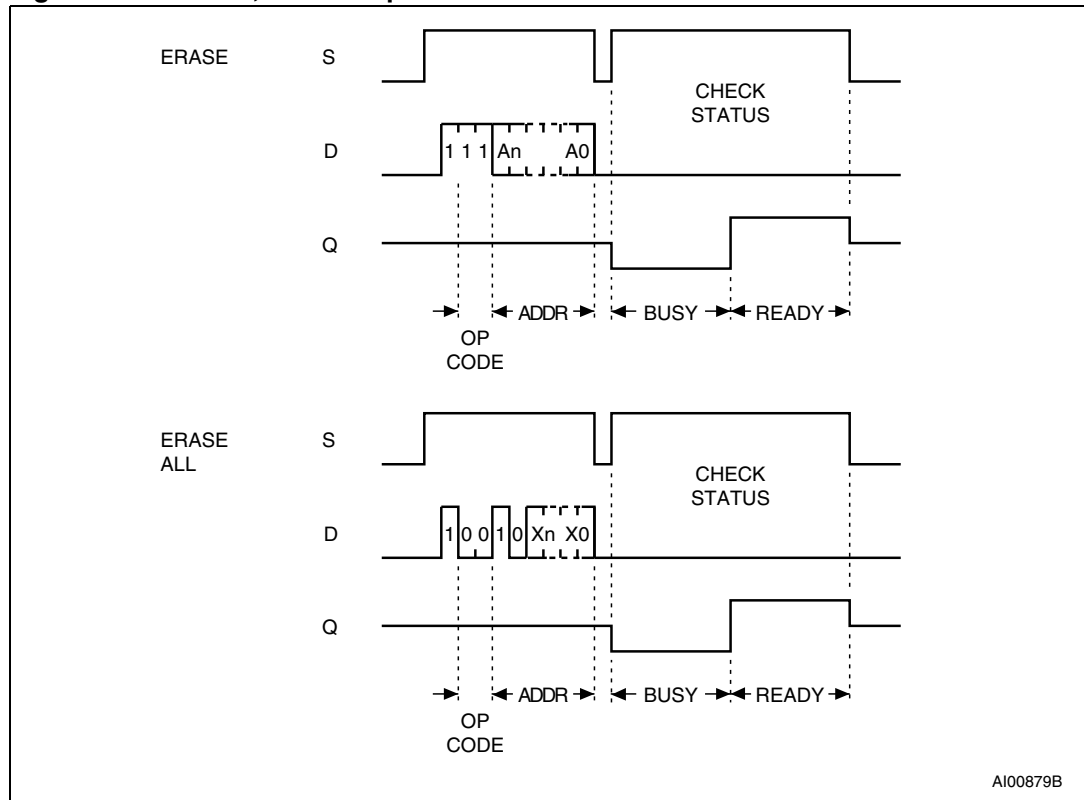 ERASE S
CHECK
STATUS
D 1 1 1 An A0
Q
ADDR BUSY READY
OP
CODE
ERASE
ALL
S
CHECK
STATUS
D 1 0 0 1 0 Xn X0
Q
ADDR BUSY READY
OP
CODE
AI00879B